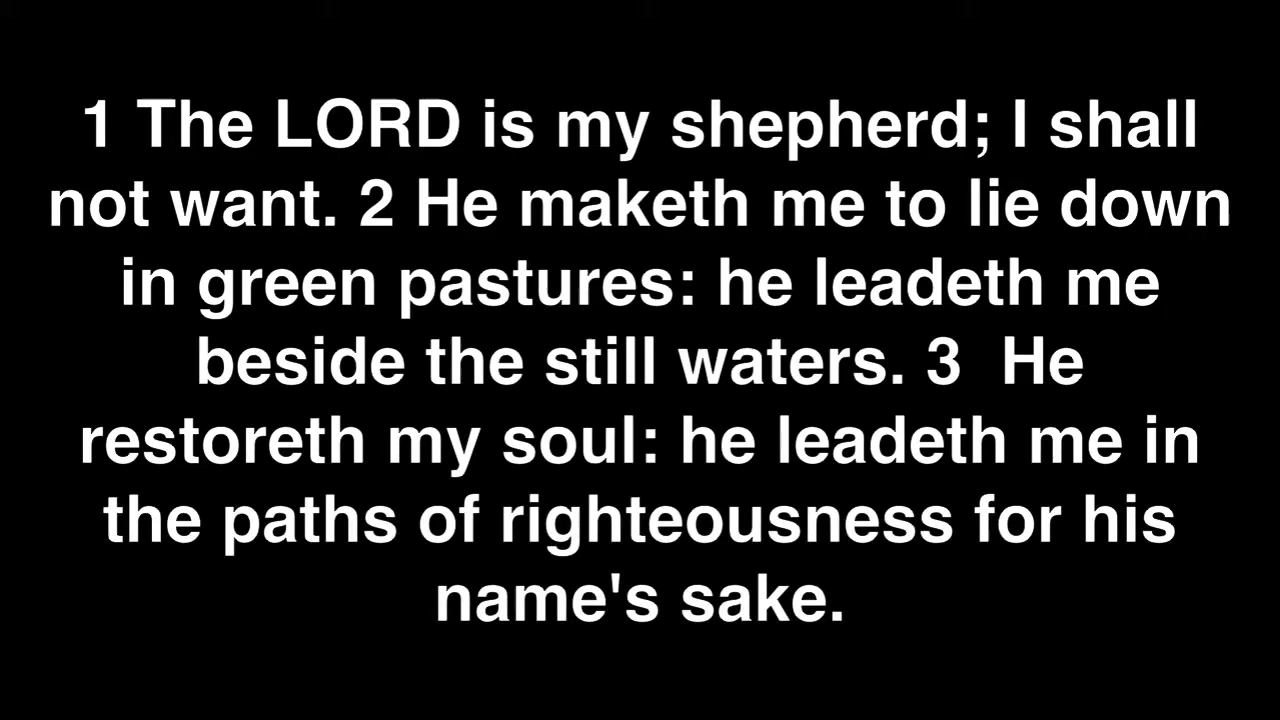 1 The LORD is my shepherd; I shall
not want. 2 He maketh me to lie down
in green pastures: he leadeth me
beside the still waters. 3  He
restoreth my soul: he leadeth me in
the paths of righteousness for his
name's sake.